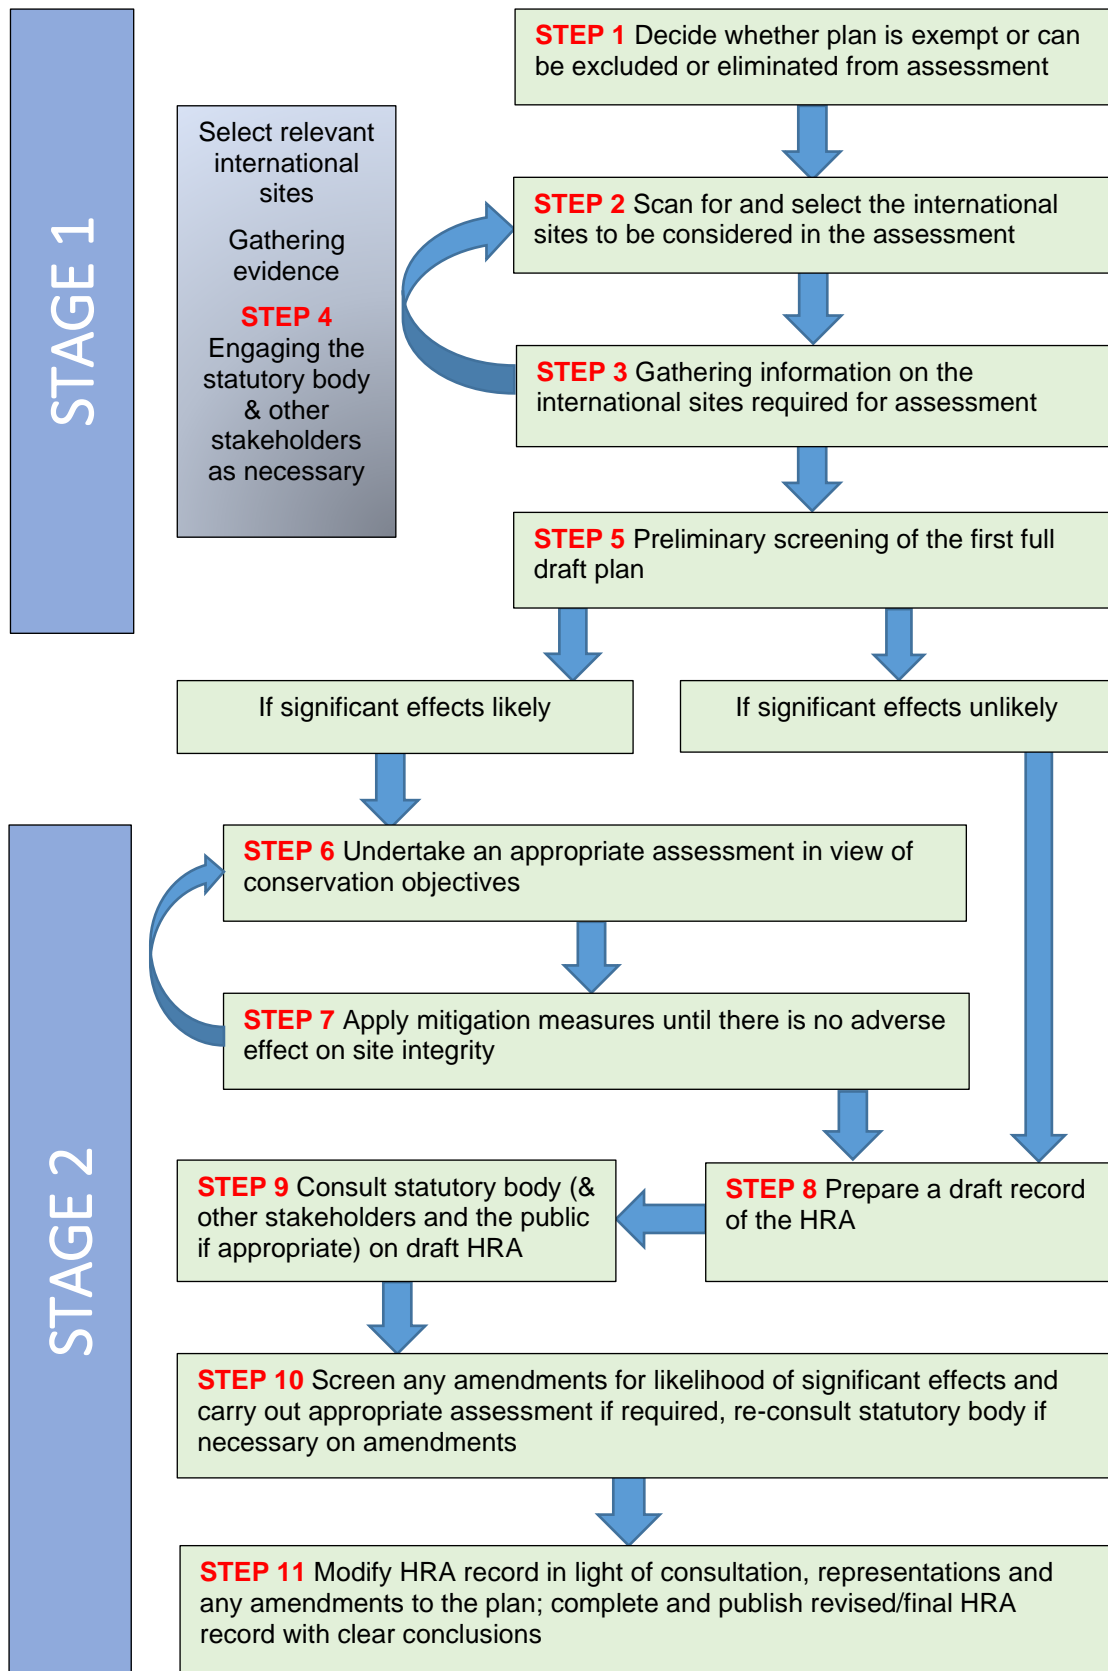 STAGE 1
STEP 1 Decide whether plan is exempt or can
be excluded or eliminated from assessment
Select relevant
international
sites
Gathering
evidence
STEP 4
Engaging the
statutory body
& other
stakeholders
as necessary
STEP 2 Scan for and select the international
sites to be considered in the assessment
STEP 3 Gathering information on the
international sites required for assessment
STEP 5 Preliminary screening of the first full
draft plan
If significant effects likely
If significant effects unlikely
STAGE 2
STEP 6 Undertake an appropriate assessment in view of
conservation objectives
STEP 7 Apply mitigation measures until there is no adverse
effect on site integrity
STEP 8 Prepare a draft record
of the HRA
STEP 9 Consult statutory body (&
other stakeholders and the public
if appropriate) on draft HRA
STEP 10 Screen any amendments for likelihood of significant effects and
carry out appropriate assessment if required, re-consult statutory body if
necessary on amendments
STEP 11 Modify HRA record in light of consultation, representations and
any amendments to the plan; complete and publish revised/final HRA
record with clear conclusions